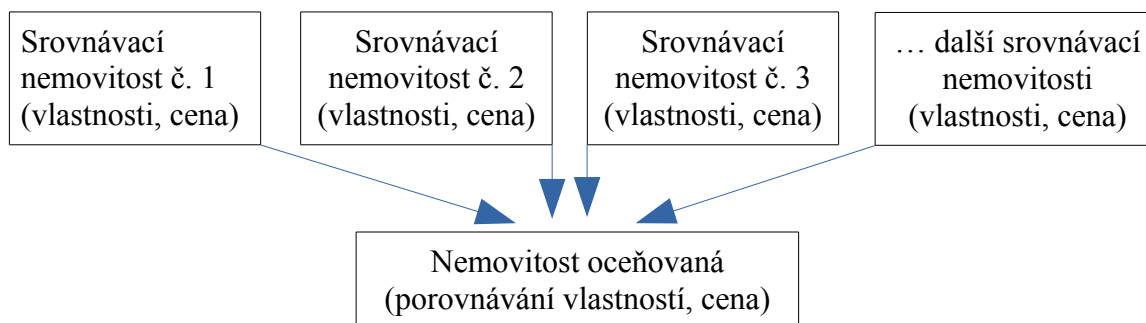 Srovnávací
nemovitost č. 1
(vlastnosti, cena)
Srovnávací
nemovitost č. 2
(vlastnosti, cena)
Srovnávací
nemovitost č. 3
(vlastnosti, cena)
… další srovnávací
nemovitosti
(vlastnosti, cena)
Nemovitost oceňovaná
(porovnávání vlastností, cena)